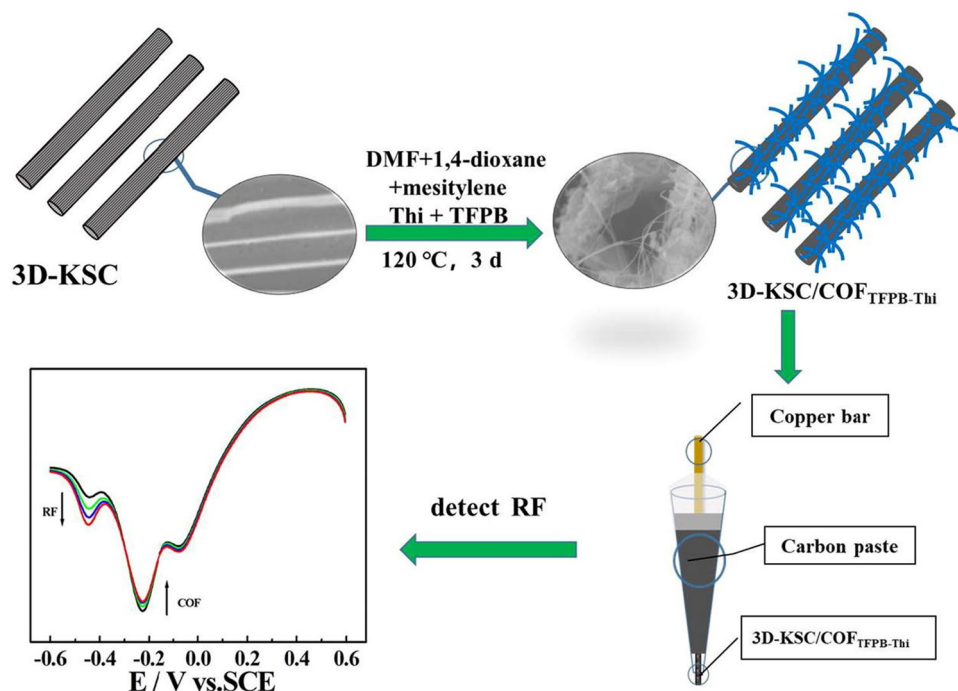 3D-KSC
DMF+1,4-dioxane
+mesitylene
Thi + TFPB
120 ℃, 3 d
3D-KSC/COFTFPB-Thi
Copper bar
Carbon paste
3D-KSC/COFTFPB-Thi
detect RF
RF
COF
-0.6 -0.4 -0.2 0.0 0.2 0.4 0.6
E / V vs.SCE